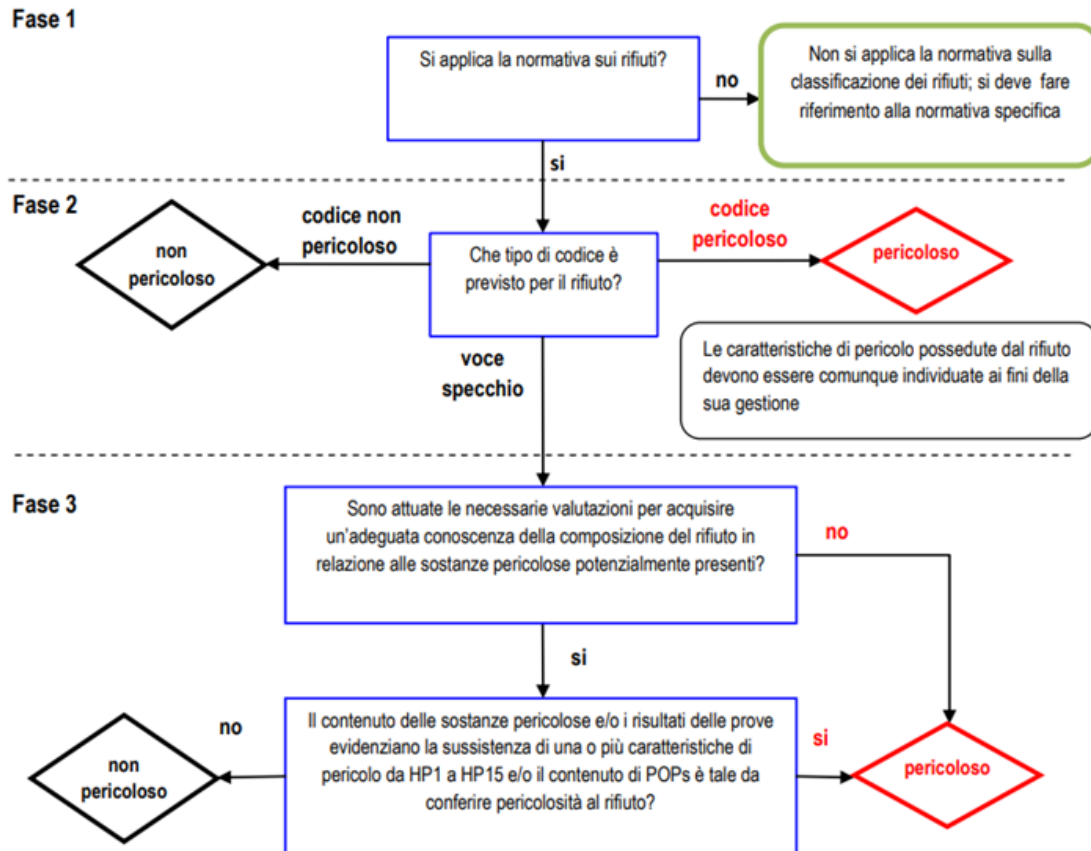 Fase 1
Si applica la normativa sui rifiuti?
no
Non si applica la normativa sulla
classificazione dei rifiuti; si deve fare
riferimento alla normativa specifica
si
Fase 2
non
pericoloso
codice non
pericoloso
Che tipo di codice è
previsto per il rifiuto?
codice
pericoloso
pericoloso
Le caratteristiche di pericolo possedute dal rifiuto
devono essere comunque individuate ai fini della
sua gestione
voce
specchio
Fase 3
Sono attuate le necessarie valutazioni per acquisire
un'adeguata conoscenza della composizione del rifiuto in
relazione alle sostanze pericolose potenzialmente presenti?
no
si
Il contenuto delle sostanze pericolose e/o i risultati delle prove
evidenziano la sussistenza di una o più caratteristiche di
pericolo da HP1 a HP15 e/o il contenuto di POPs è tale da
conferire pericolosità al rifiuto?
no
non
pericoloso
si
pericoloso